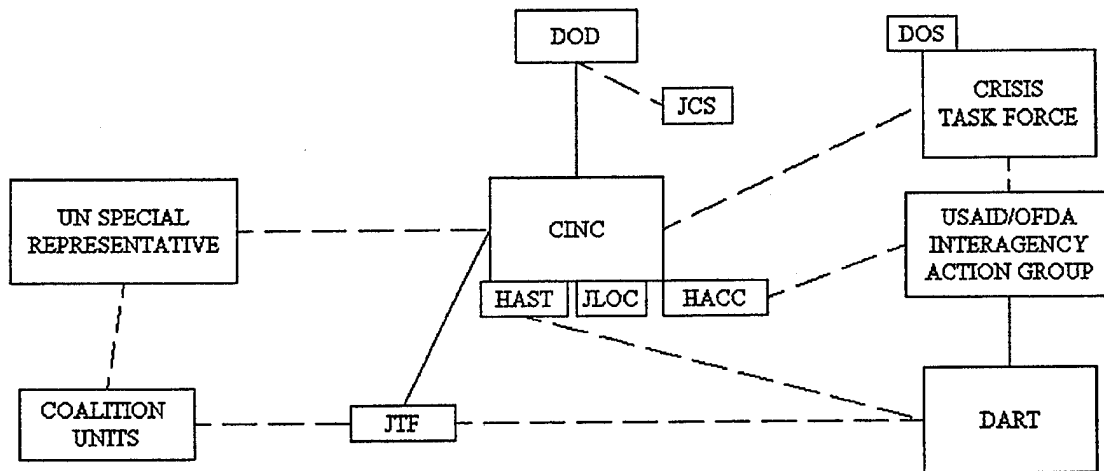 DOD
DOS
JCS
CRISIS
TASK FORCE
UN SPECIAL
REPRESENTATIVE
CINC
USAID/OFDA
INTERAGENCY
ACTION GROUP
HAST
JLOC
HACC
COALITION
UNITS
JTF
DART